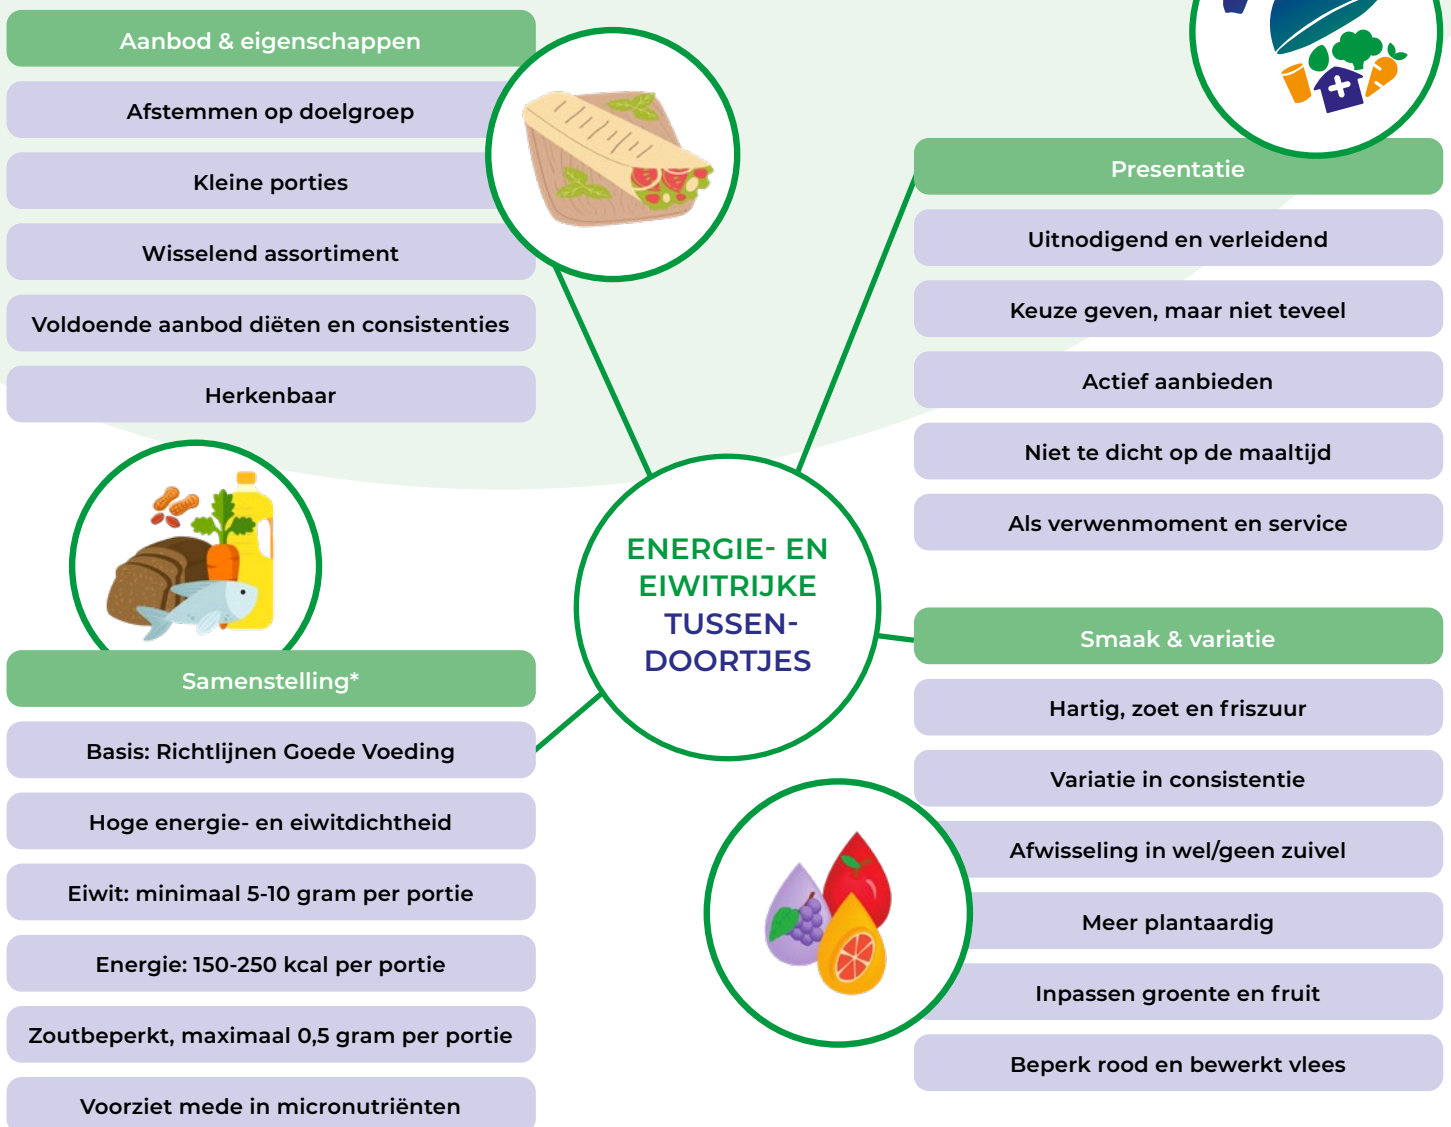 Aanbod & eigenschappen
Afstemmen op doelgroep
Kleine porties
Wisselend assortiment
Voldoende aanbod diëten en consistenties
Herkenbaar
Presentatie
Uitnodigend en verleidend
Keuze geven, maar niet teveel
Actief aanbieden
Niet te dicht op de maaltijd
Als verwenmoment en service
ENERGIE- EN
EIWITRIJKE
TUSSEN-
DOORTJES
Samenstelling*
Basis: Richtlijnen Goede Voeding
Hoge energie- en eiwitdichtheid
Eiwit: minimaal 5-10 gram per portie
Energie: 150-250 kcal per portie
Zoutbeperkt, maximaal 0,5 gram per portie
Voorziet mede in micronutriënten
Smaak & variatie
Hartig, zoet en friszuur
Variatie in consistentie
Afwisseling in wel/geen zuivel
Meer plantaardig
Inpassen groente en fruit
Beperk rood en bewerkt vlees